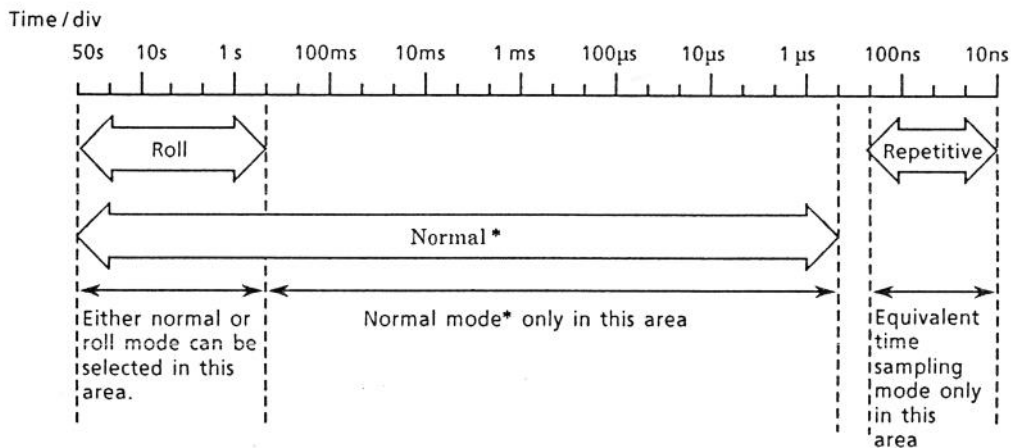 Time / div
50s 10s 1 s 100ms 10ms 1 ms 100µs 10µs 1 µs 100ns 10ns
Roll
Repetitive
Normal*
Either normal or
roll mode can be
selected in this
area.
Normal mode* only in this area
Equivalent
time
sampling
mode only
in this
area